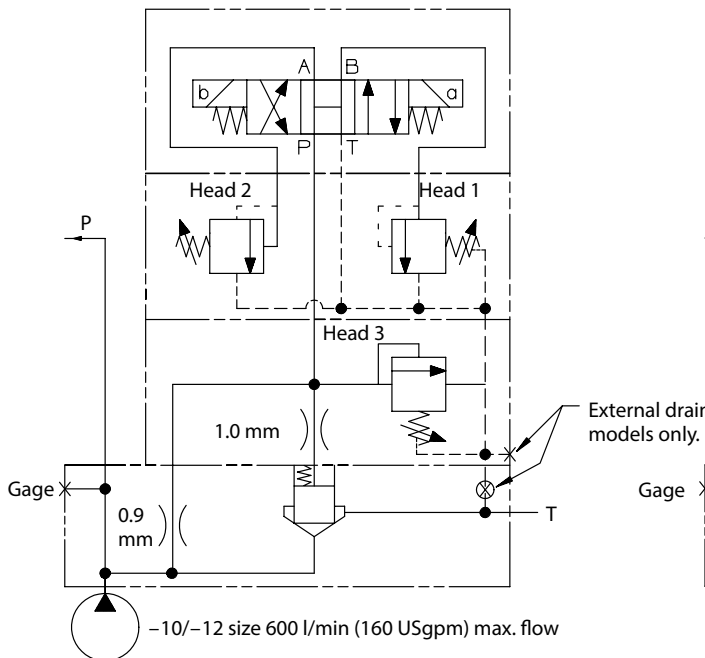 A B
b a
P T
Head 2 Head 1
P
Head 3
1.0 mm
External drain
models only.
Gage
0.9
mm
T
Gage
–10/–12 size 600 l/min (160 USgpm) max. flow